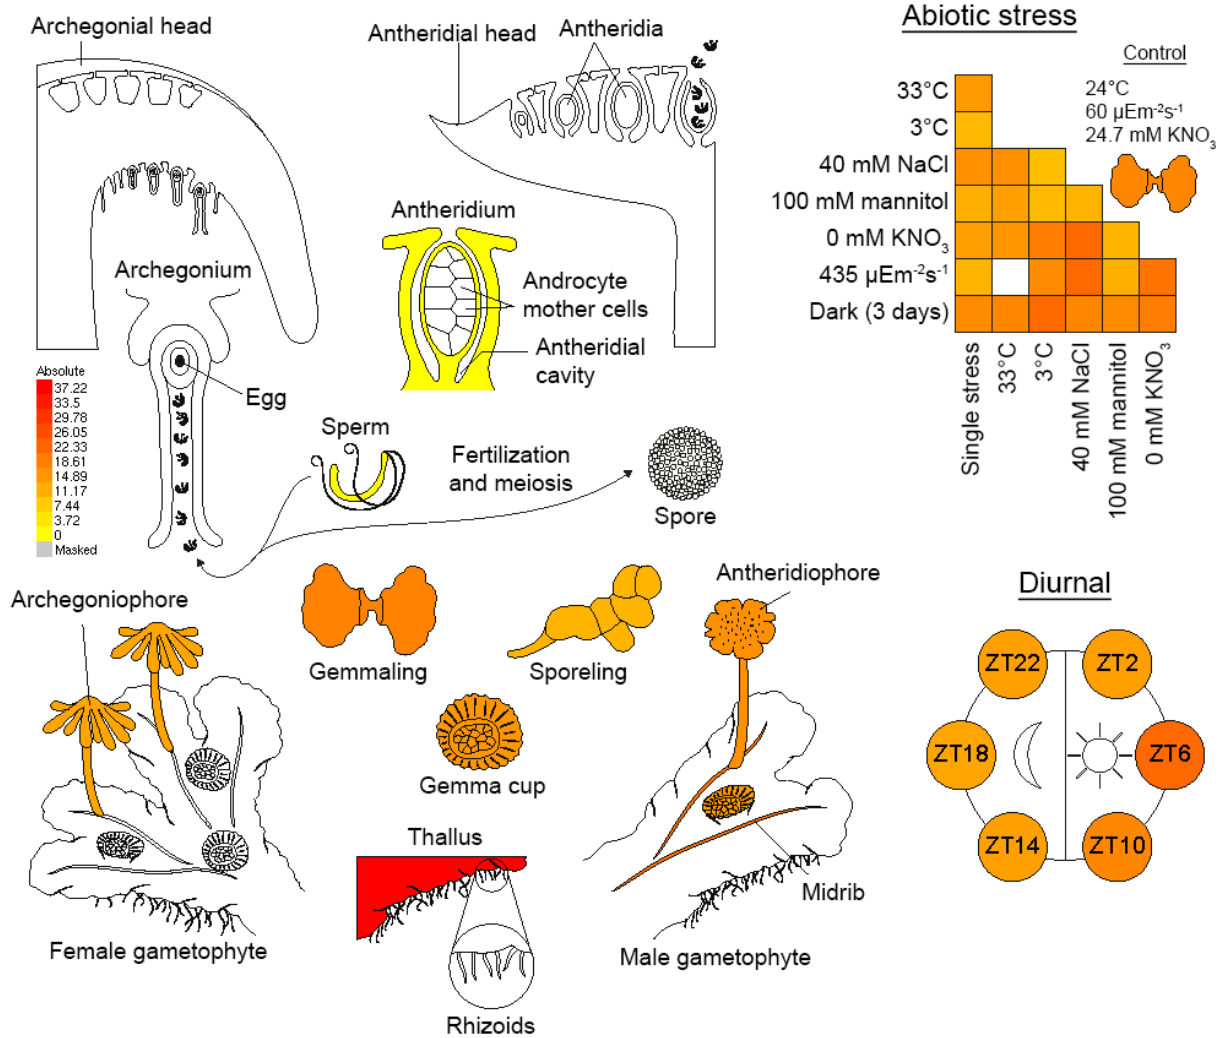 Archegonial head
Antheridial head
Antheridia
Abiotic stress
Control
24°C
60 µEm-2s-1
24.7 mM KNO3
33°C
3°C
40 mM NaCl
100 mM mannitol
0 mM KNO3
435 µEm-2s-1
Dark (3 days)
Single stress
33°C
3°C
40 mM NaCl
100 mM mannitol
0 mM KNO3
Antheridium
Androcyte
mother cells
Antheridial
cavity
Archegonium
Egg
Absolute
37.22
33.5
29.78
26.05
22.33
18.61
14.89
11.17
7.44
3.72
0
Masked
Sperm
Fertilization
and meiosis
Spore
Archegoniophore
Gemmaling
Sporeling
Antheridiophore
Gemma cup
Thallus
Rhizoids
Midrib
Female gametophyte
Male gametophyte
Diurnal
ZT22
ZT2
ZT18
ZT6
ZT14
ZT10